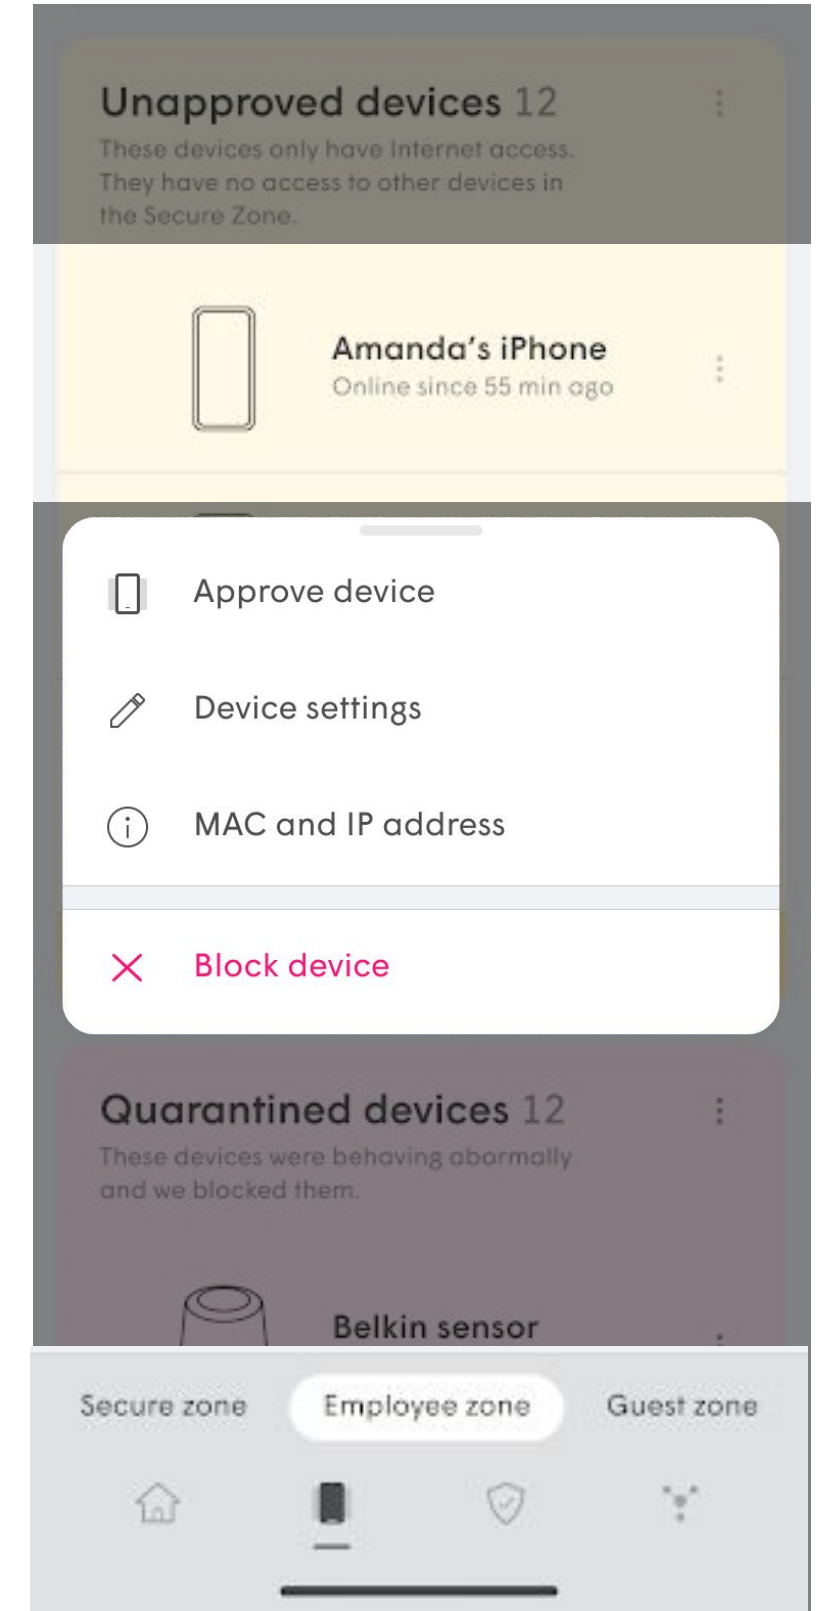 Unapproved devices 12
These devices only have Internet access.
They have no access to other devices in
the Secure Zone.
Amanda's iPhone
Online since 55 min ago
Approve device
Device settings
MAC and IP address
Block device
Quarantined devices 12
These devices were behaving abormally
and we blocked them.
Belkin sensor
Secure zone Employee zone Guest zone